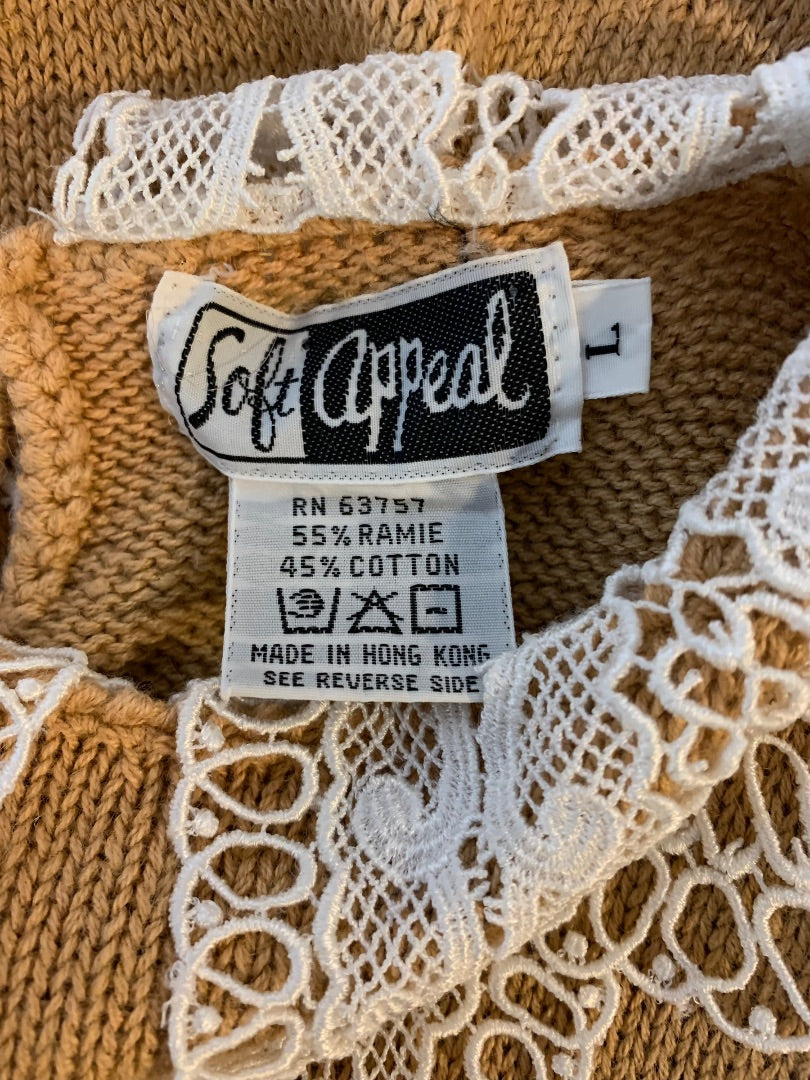 Soft Appeal
L
RN 63757
55% RAMIE
45% COTTON
MADE IN HONG KONG
SEE REVERSE SIDE